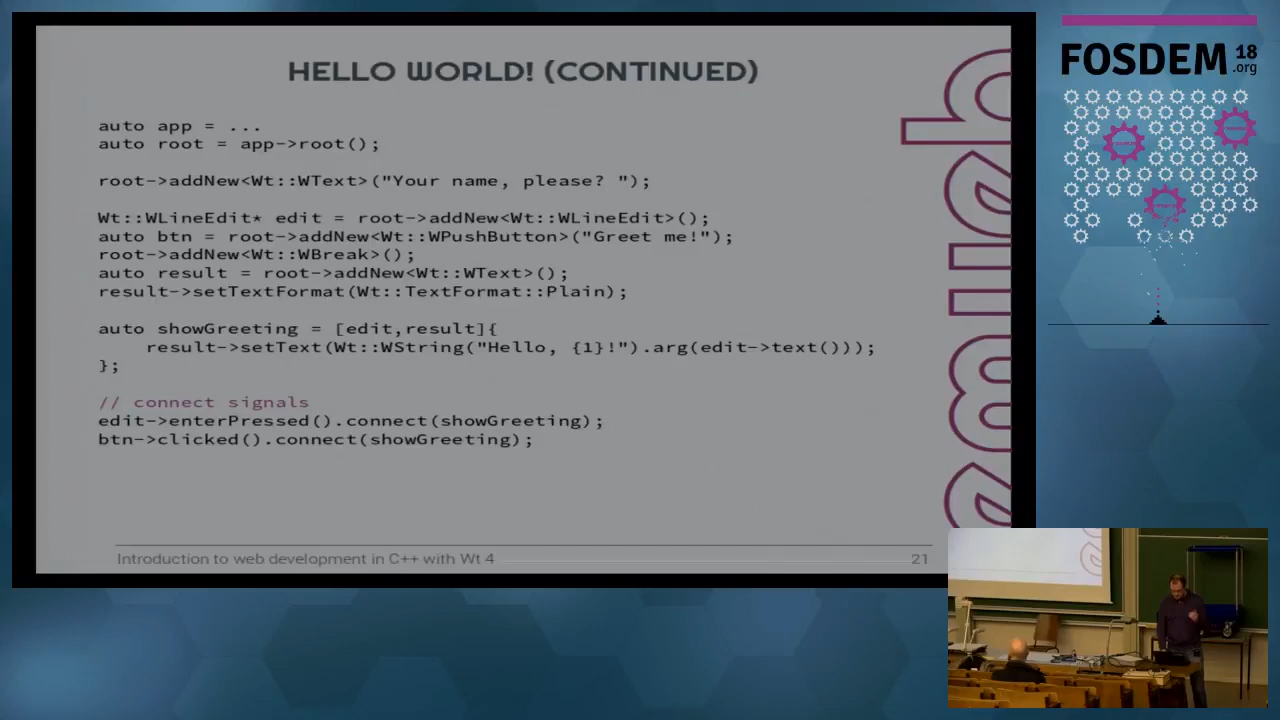 HELLO WORLD! (CONTINUED)
auto app = ...
auto root = app->root();
root->addNew<Wt::WText>("Your name, please? ");
Wt::WLineEdit* edit = root->addNew<Wt::WLineEdit>();
auto btn = root->addNew<Wt::WPushButton>("Greet me!");
root->addNew<Wt::WBreak>();
auto result = root->addNew<Wt::WText>();
result->setTextFormat(Wt::TextFormat::Plain);
auto showGreeting = [edit,result]{
    result->setText(Wt::WString("Hello, {1}!").arg(edit->text()));
};
// connect signals
edit->enterPressed().connect(showGreeting);
btn->clicked().connect(showGreeting);
Introduction to web development in C++ with Wt 4
21
FOSDEM 18
.org